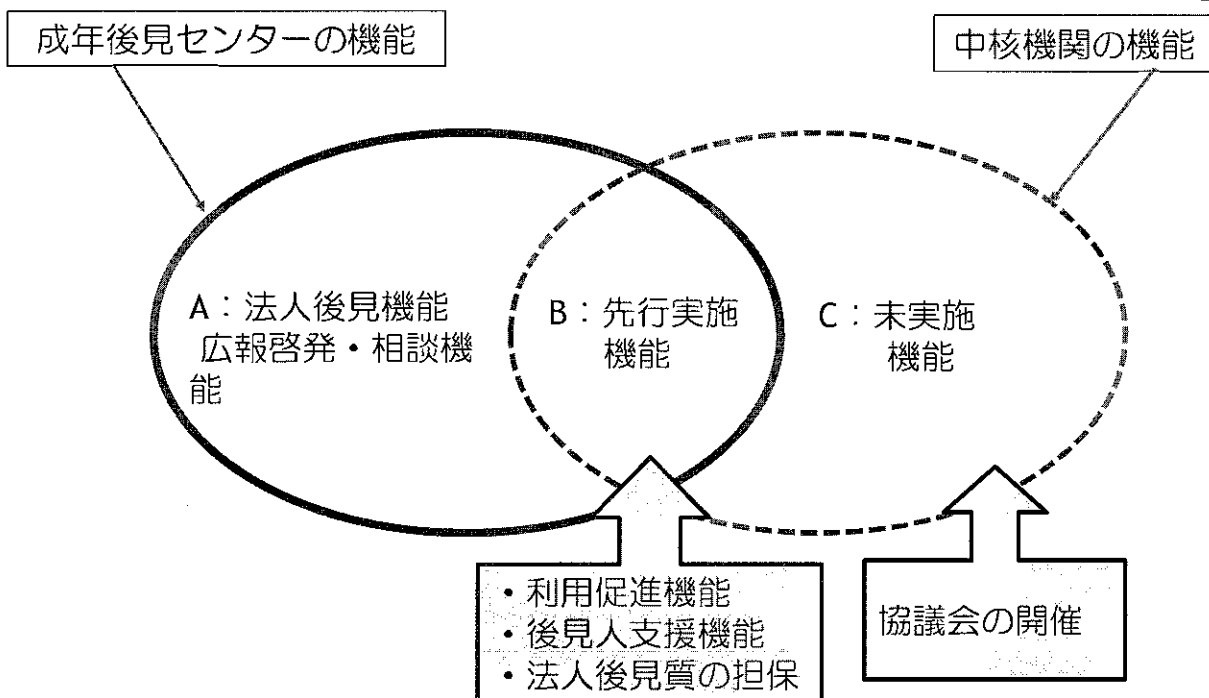 成年後見センターの機能
中核機関の機能
A：法人後見機能
広報啓発・相談機
能
B：先行実施
機能
C：未実施
機能
・利用促進機能
・後見人支援機能
・法人後見質の担保
協議会の開催